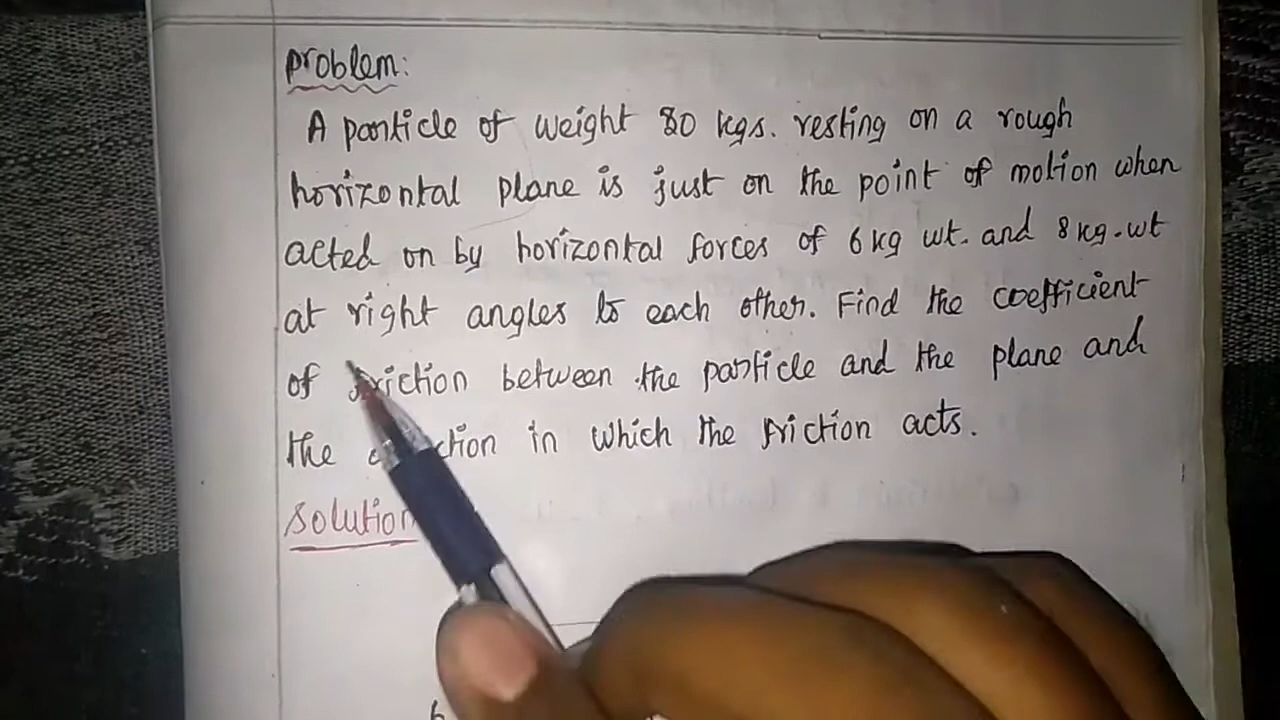 problem:
A particle of weight 80 kgs. resting on a rough
horizontal plane is just on the point of motion when
acted on by horizontal forces of 6 kg wt. and 8 kg.wt
at right angles to each other. Find the coefficient
of friction between the particle and the plane and
the in which the friction acts.
Solution